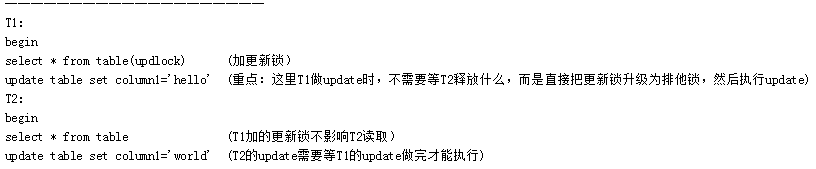 ————————————————————
T1:
begin
select * from table(updlock) (加更新锁)
update table set column1='hello' (重点: 这里T1做update时，不需要等T2释放什么，而是直接把更新锁升级为排他锁，然后执行update)
T2:
begin
select * from table (T1加的更新锁不影响T2读取)
update table set column1='world' (T2的update需要等T1的update做完才能执行)